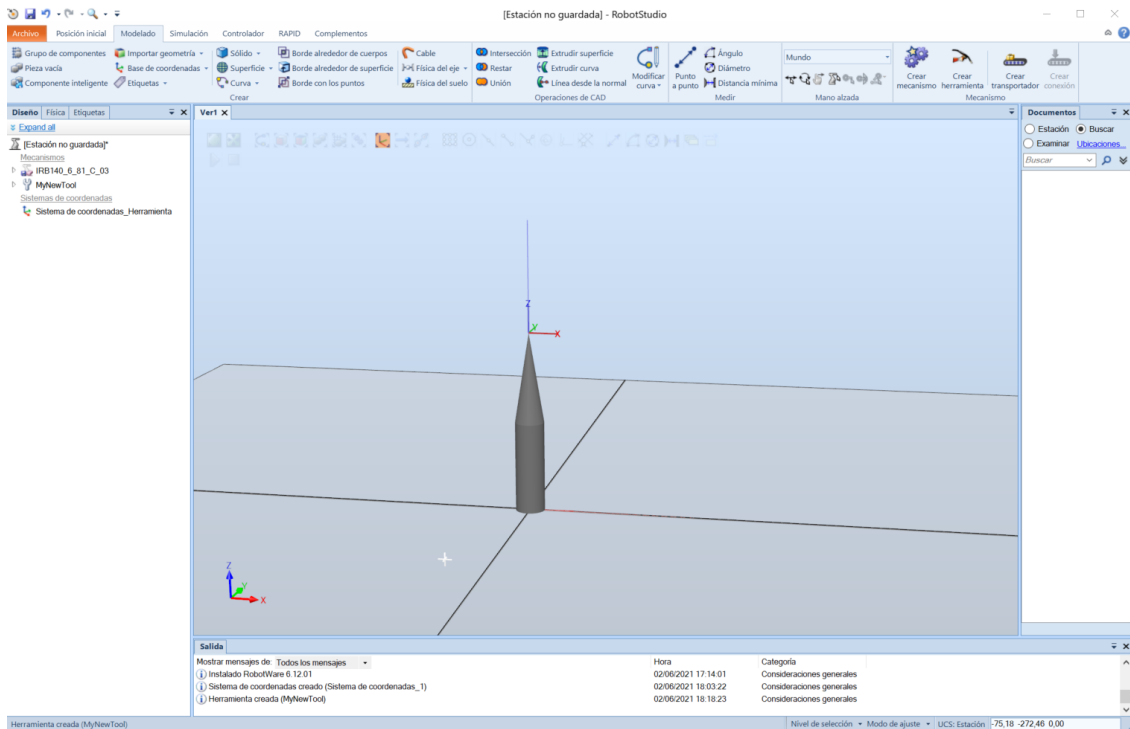 [Estación no guardada] - RobotStudio
Archivo Posición inicial Modelado Simulación Controlador RAPID Complementos
Grupo de componentes Importar geometría Sólido Borde alrededor de cuerpos Cable Intersección Extrudir superficie Ángulo Mundo
Pieza vacía Base de coordenadas Superficie Borde alrededor de superficie Física del eje Restar Extrudir curva Modificar curva Punto a punto Diámetro Crear mecanismo Crear herramienta Crear transportador Crear conexión
Componente inteligente Etiquetas Curva Borde con los puntos Física del suelo Unión Línea desde la normal Distancia mínima
Crear Operaciones de CAD Medir Mano alzada Mecanismo
Diseño Física Etiquetas Ver1 Documentos
Expand all
Estación Buscar
[Estación no guardada]*
Examinar Ubicaciones...
Mecanismos
Buscar
IRB140_6_81_C_03
MyNewTool
Sistemas de coordenadas
Sistema de coordenadas_Herramienta
Z
Y
X
Z
Y
X
Salida
Mostrar mensajes de: Todos los mensajes Hora Categoría
Instalado RobotWare 6.12.01 02/06/2021 17:14:01 Consideraciones generales
Sistema de coordenadas creado (Sistema de coordenadas_1) 02/06/2021 18:03:22 Consideraciones generales
Herramienta creada (MyNewTool) 02/06/2021 18:18:23 Consideraciones generales
Herramienta creada (MyNewTool) Nivel de selección Modo de ajuste UCS: Estación -75,18 -272,46 0,00